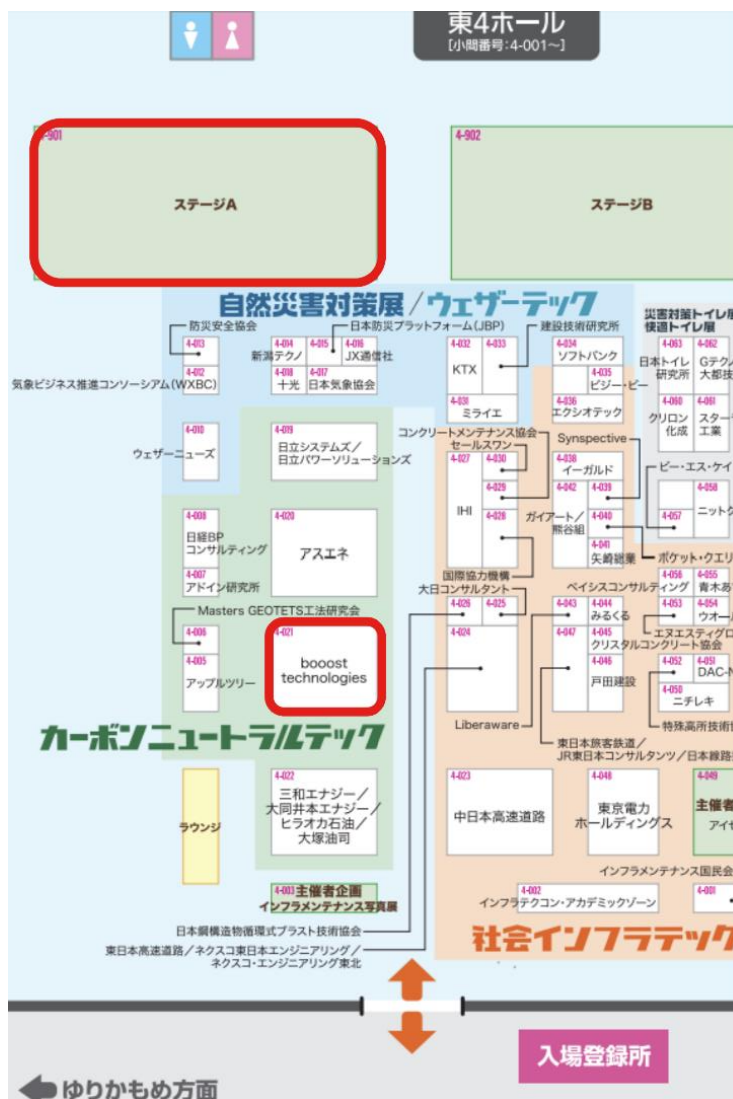 東4ホール
[小間番号:4-001～]
4-901
ステージA
4-902
ステージB
自然災害対策展/ウェザーテック
災害対策トイレ
快適トイレ展
防災安全協会
4-013
4-012
気象ビジネス推進コンソーシアム(WXBC)
4-014
新潟テクノ
4-015
日本防災プラットフォーム(JBP)
4-016
JX通信社
4-018
十光
4-017
日本気象協会
4-032
KTX
4-033
建設技術研究所
4-031
ミライエ
4-034
ソフトバンク
4-035
ビジー・ビー
4-036
エクシオテック
4-063
日本トイレ
研究所
4-062
Gテクノ
大都技
4-060
クリロン
化成
4-061
スター
工業
4-010
ウェザーニューズ
4-019
日立システムズ/
日立パワーソリューションズ
コンクリートメンテナンス協会
セールスワン
4-027
IHI
4-030
4-029
4-028
国際協力機構
Synspective
4-038
イーガルド
4-042
ガイアート/
熊谷組
4-039
4-040
4-041
矢崎総業
ビー・エス・ケイ
4-058
ニット
4-057
ポケット・クエリ
4-008
日経BP
コンサルティング
4-007
アドイン研究所
4-020
アスエネ
大日コンサルタント
4-026
4-025
4-024
ベイシスコンサルティング
4-056
4-055
青木あ
4-043
4-044
みるくる
4-053
4-054
ウオー
エヌエスティグロ
4-047
4-045
クリスタルコンクリート協会
4-046
戸田建設
4-052
4-051
DAC-
4-050
ニチレキ
特殊高所技術
Masters GEOTETS工法研究会
4-006
4-005
アップルツリー
4-021
booost
technologies
カーボンニュートラルテック
Liberaware
東日本旅客鉄道/
JR東日本コンサルタンツ/日本線路
ラウンジ
4-022
三和エナジー/
大同井本エナジー/
ヒラオカ石油/
大塚油司
4-023
中日本高速道路
4-048
東京電力
ホールディングス
4-049
主催者
アイ
4-003 主催者企画
インフラメンテナンス写真展
インフラメンテナンス国民会
4-002
インフラテクコン・アカデミックゾーン
4-001
日本鋼構造物循環式ブラスト技術協会
東日本高速道路/ネクスコ東日本エンジニアリング/
ネクスコ・エンジニアリング東北
社会インフラテック
入場登録所
ゆりかもめ方面